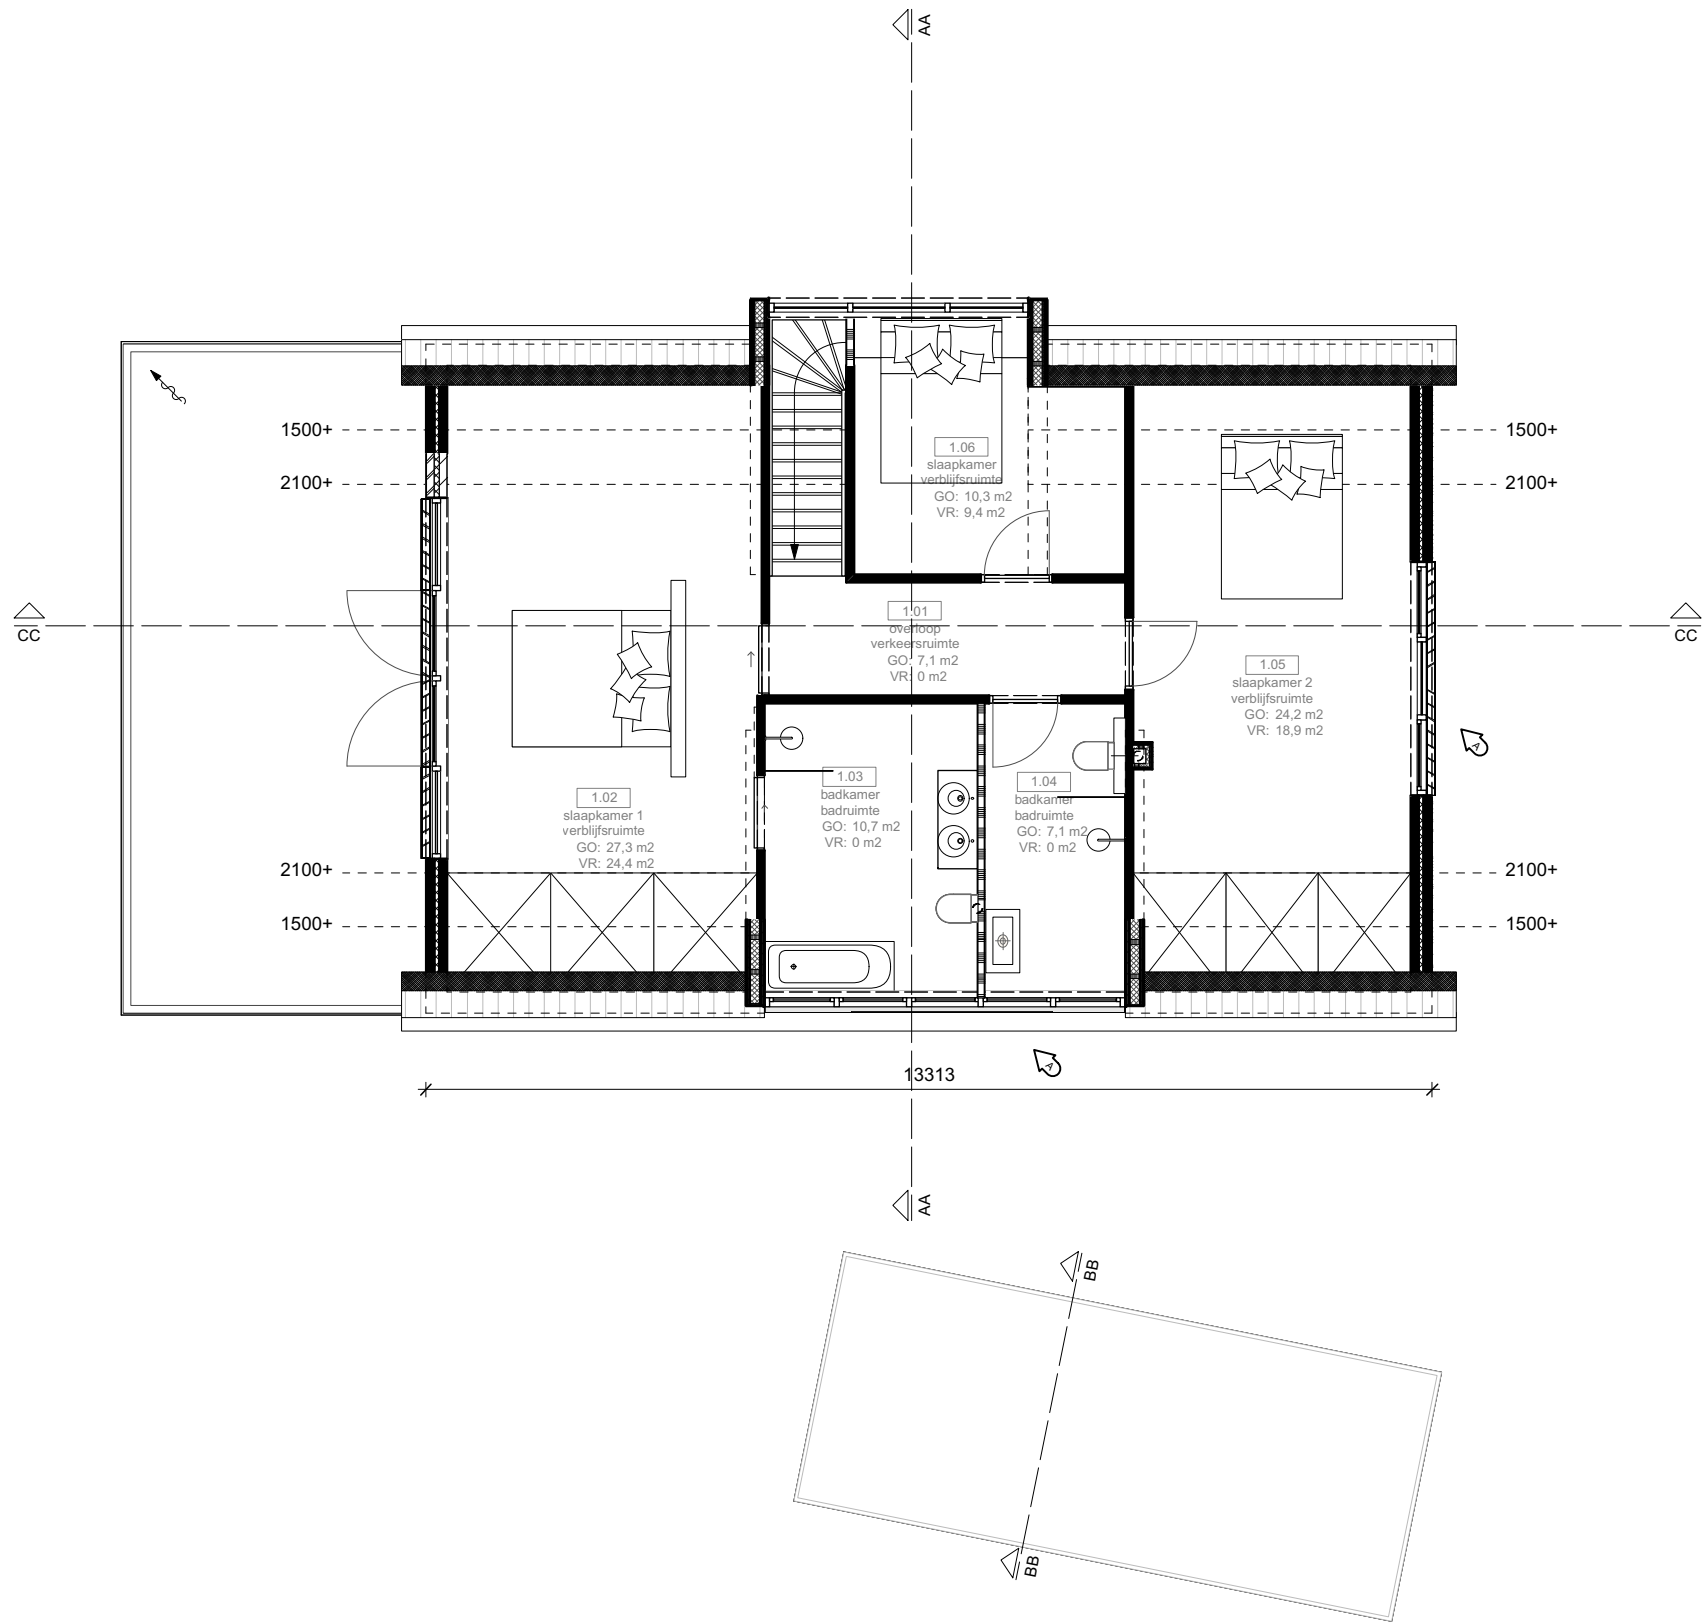 AA
1500+
1500+
2100+
2100+
1.06
slaapkamer
verblijfsruimte
GO: 10,3 m2
VR: 9,4 m2
CC
CC
1.01
overloop
verkeersruimte
GO: 7,1 m2
VR: 0 m2
1.05
slaapkamer 2
verblijfsruimte
GO: 24,2 m2
VR: 18,9 m2
A
1.02
slaapkamer 1
verblijfsruimte
GO: 27,3 m2
VR: 24,4 m2
1.03
badkamer
badruimte
GO: 10,7 m2
VR: 0 m2
1.04
badkamer
badruimte
GO: 7,1 m2
VR: 0 m2
2100+
2100+
1500+
1500+
A
13313
AA
BB
BB